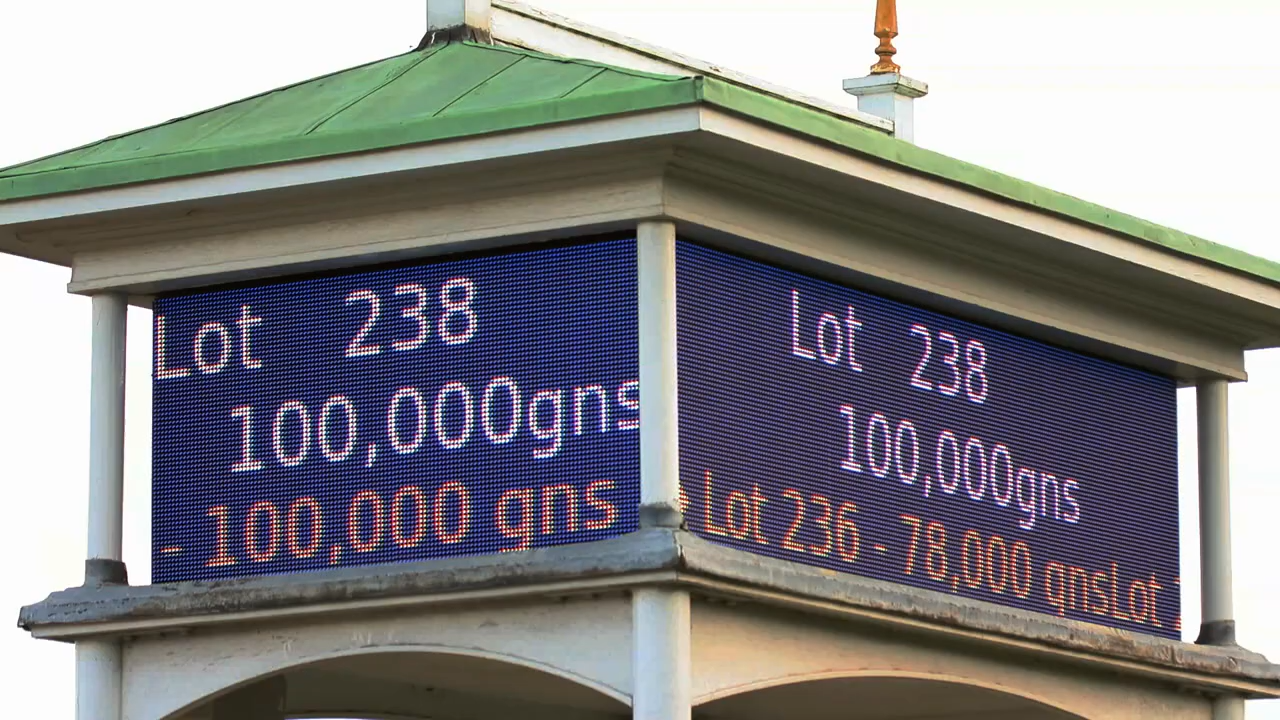 Lot 238
100,000gns
- 100,000 gns
Lot 238
100,000gns
Lot 236 - 78,000 gnsLot